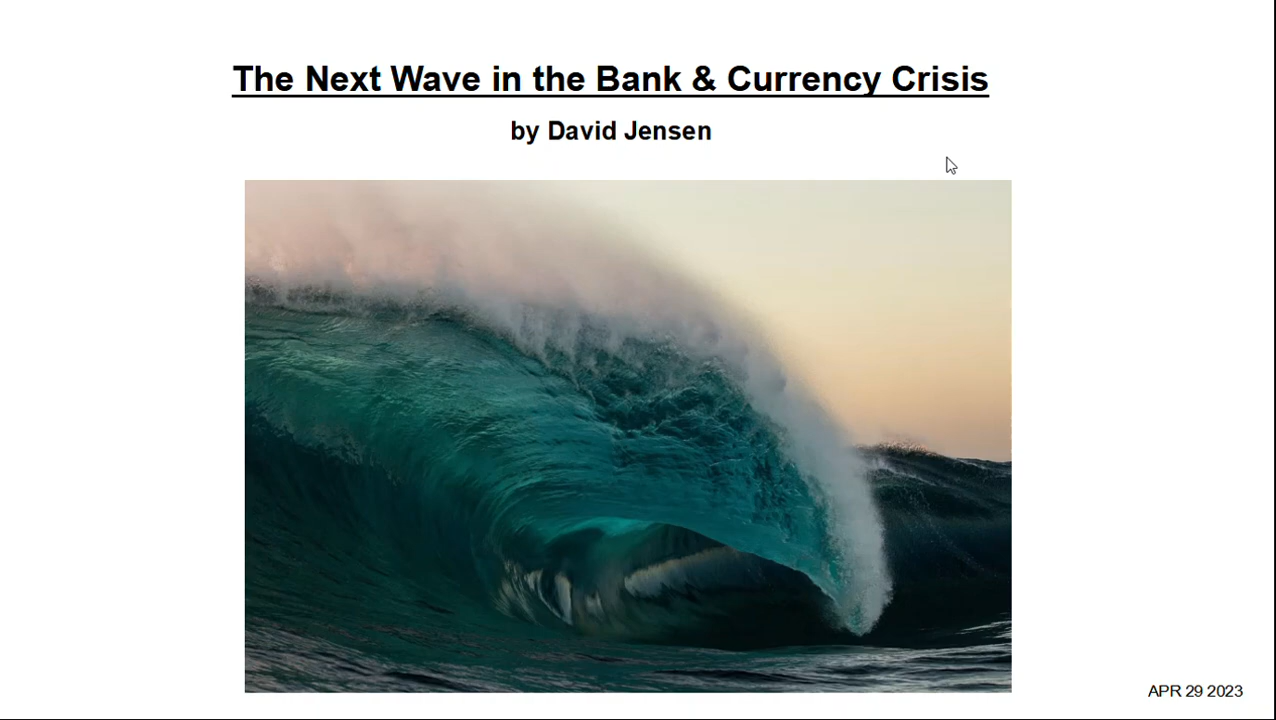 The Next Wave in the Bank & Currency Crisis
by David Jensen
APR 29 2023